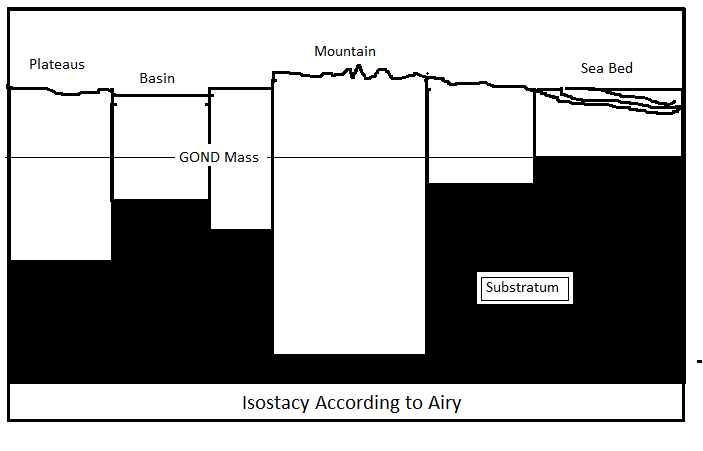 Mountain
Plateaus
Sea Bed
Basin
GOND Mass
Substratum
Isostacy According to Airy